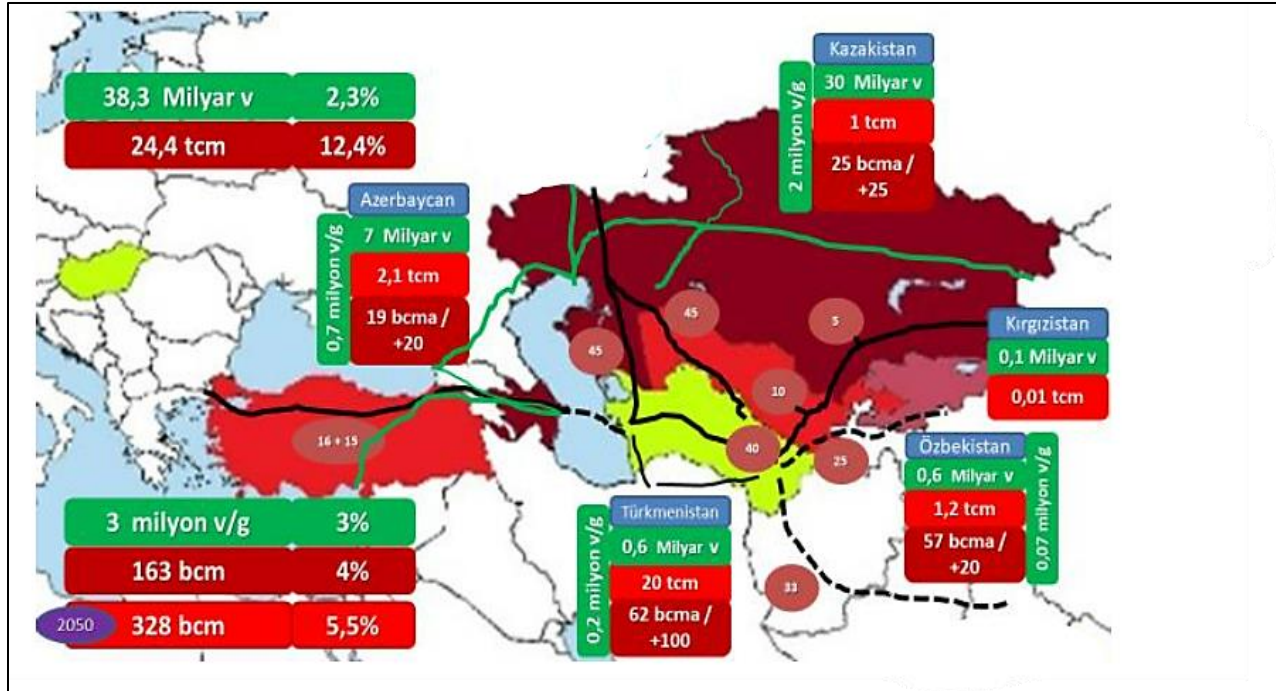 38,3 Milyar v 2,3%
24,4 tcm 12,4%
Kazakistan
2 milyon v/g
30 Milyar v
1 tcm
25 bcma /
+25
Azerbaycan
0,7 milyon v/g
7 Milyar v
2,1 tcm
19 bcma /
+20
45
45
5
10
40
25
33
16 + 15
Kırgızistan
0,1 Milyar v
0,01 tcm
Özbekistan
0,6 Milyar v
1,2 tcm
57 bcma /
+20
0,07 milyon v/g
Türkmenistan
0,2 milyon v/g
0,6 Milyar v
20 tcm
62 bcma /
+100
3 milyon v/g 3%
163 bcm 4%
2050 328 bcm 5,5%